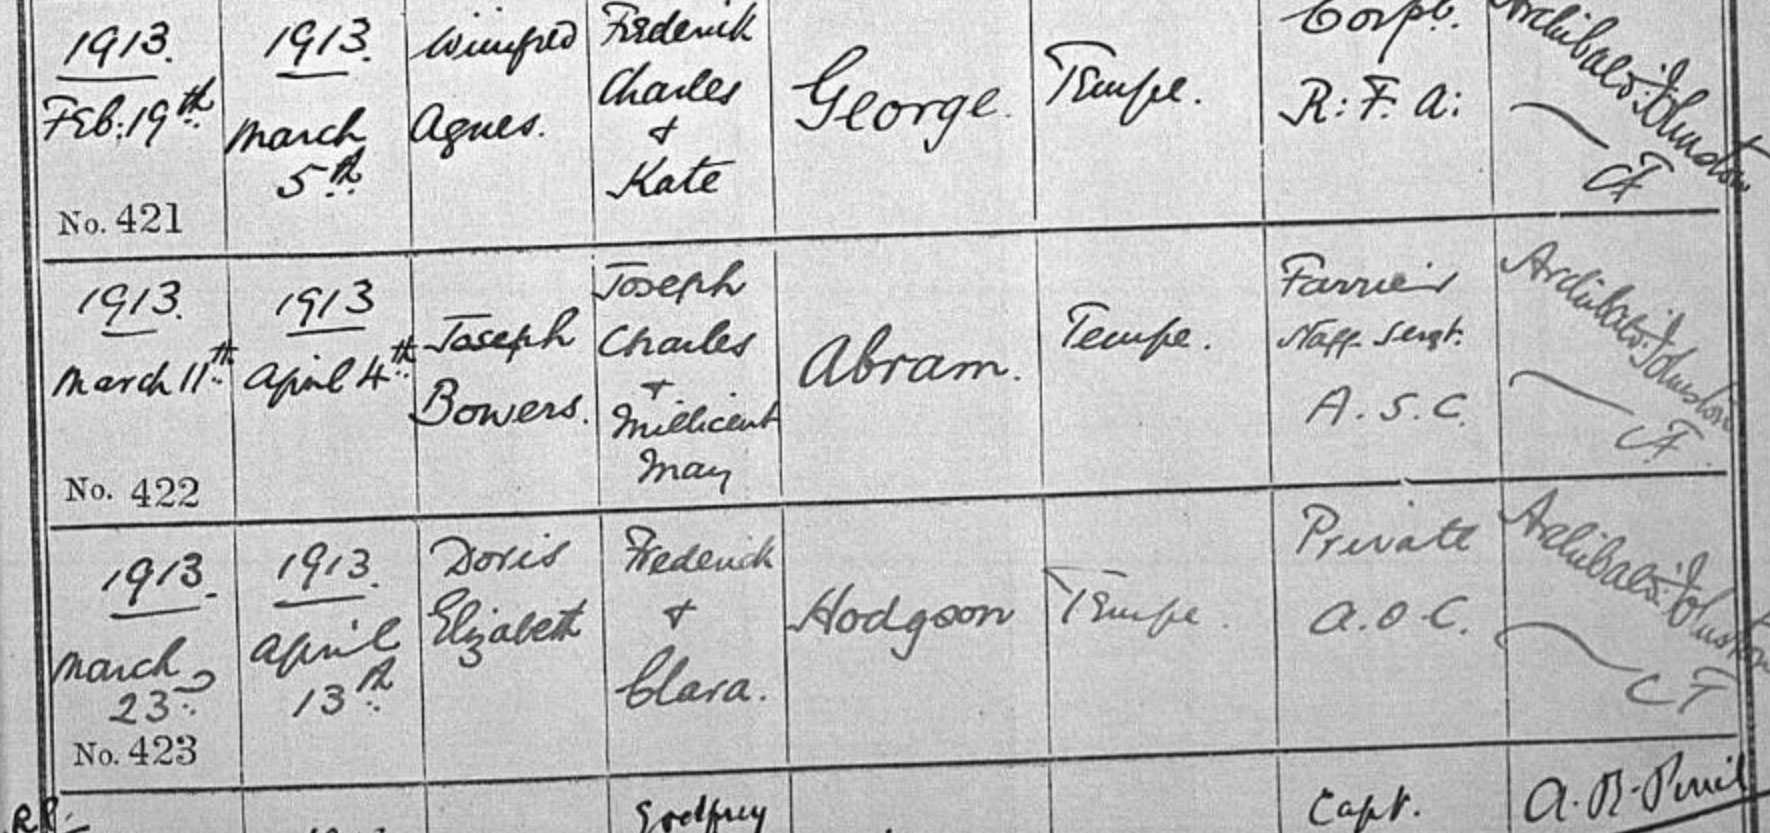 1913.
Feb: 19th
No. 421
1913.
March
5th
Winifred
Agnes.
Frederick
Charles
&
Kate
George.
Tempe.
Corpl.
R: F. A:
Archibald Johnston
CF
1913.
March 11th
No. 422
1913
April 4th
Joseph
Bowers.
Joseph
Charles
+
Millicent
May
Abram.
Tempe.
Farrier
Staff Sergt.
A. S. C.
Archibald Johnston
CF.
1913.
March
23rd
No. 423
1913.
April
13th
Doris
Elizabeth
Frederick
&
Clara.
Hodgson
Tempe.
Private
A. O. C.
Archibald Johnston
CF
Godfrey
Capt.
A. R.